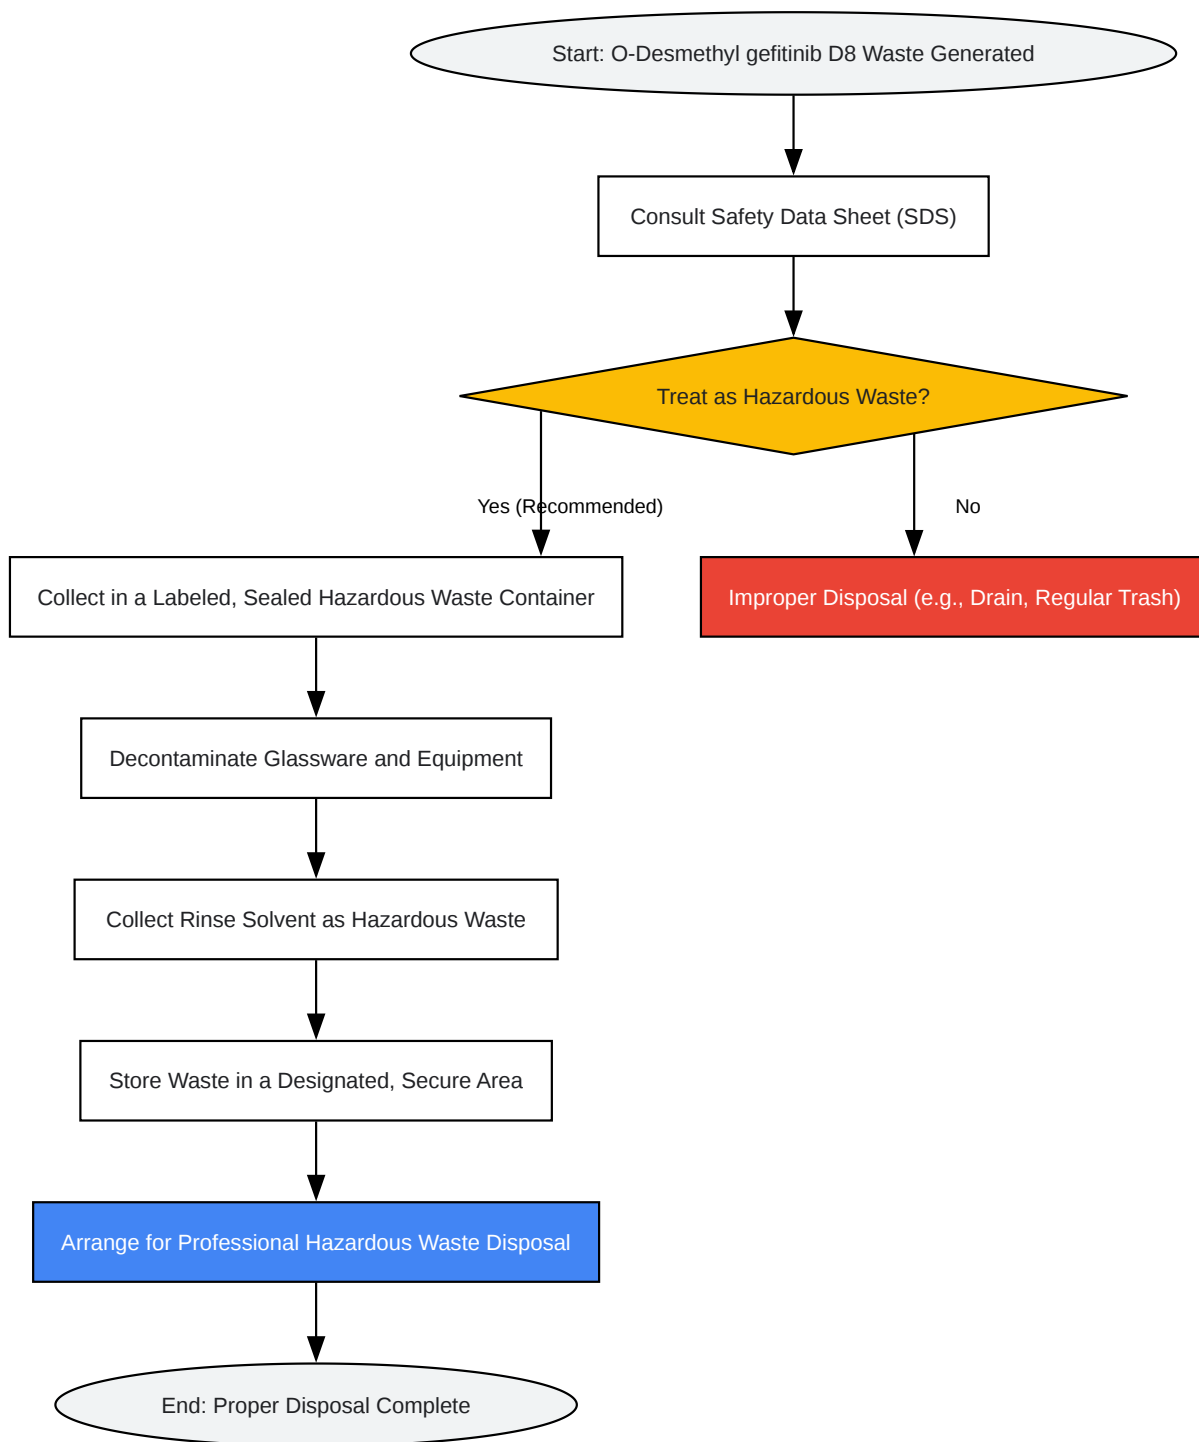 Start: O-Desmethyl gefitinib D8 Waste Generated
Consult Safety Data Sheet (SDS)
Treat as Hazardous Waste?
Yes (Recommended)
No
Collect in a Labeled, Sealed Hazardous Waste Container
Improper Disposal (e.g., Drain, Regular Trash)
Decontaminate Glassware and Equipment
Collect Rinse Solvent as Hazardous Waste
Store Waste in a Designated, Secure Area
Arrange for Professional Hazardous Waste Disposal
End: Proper Disposal Complete